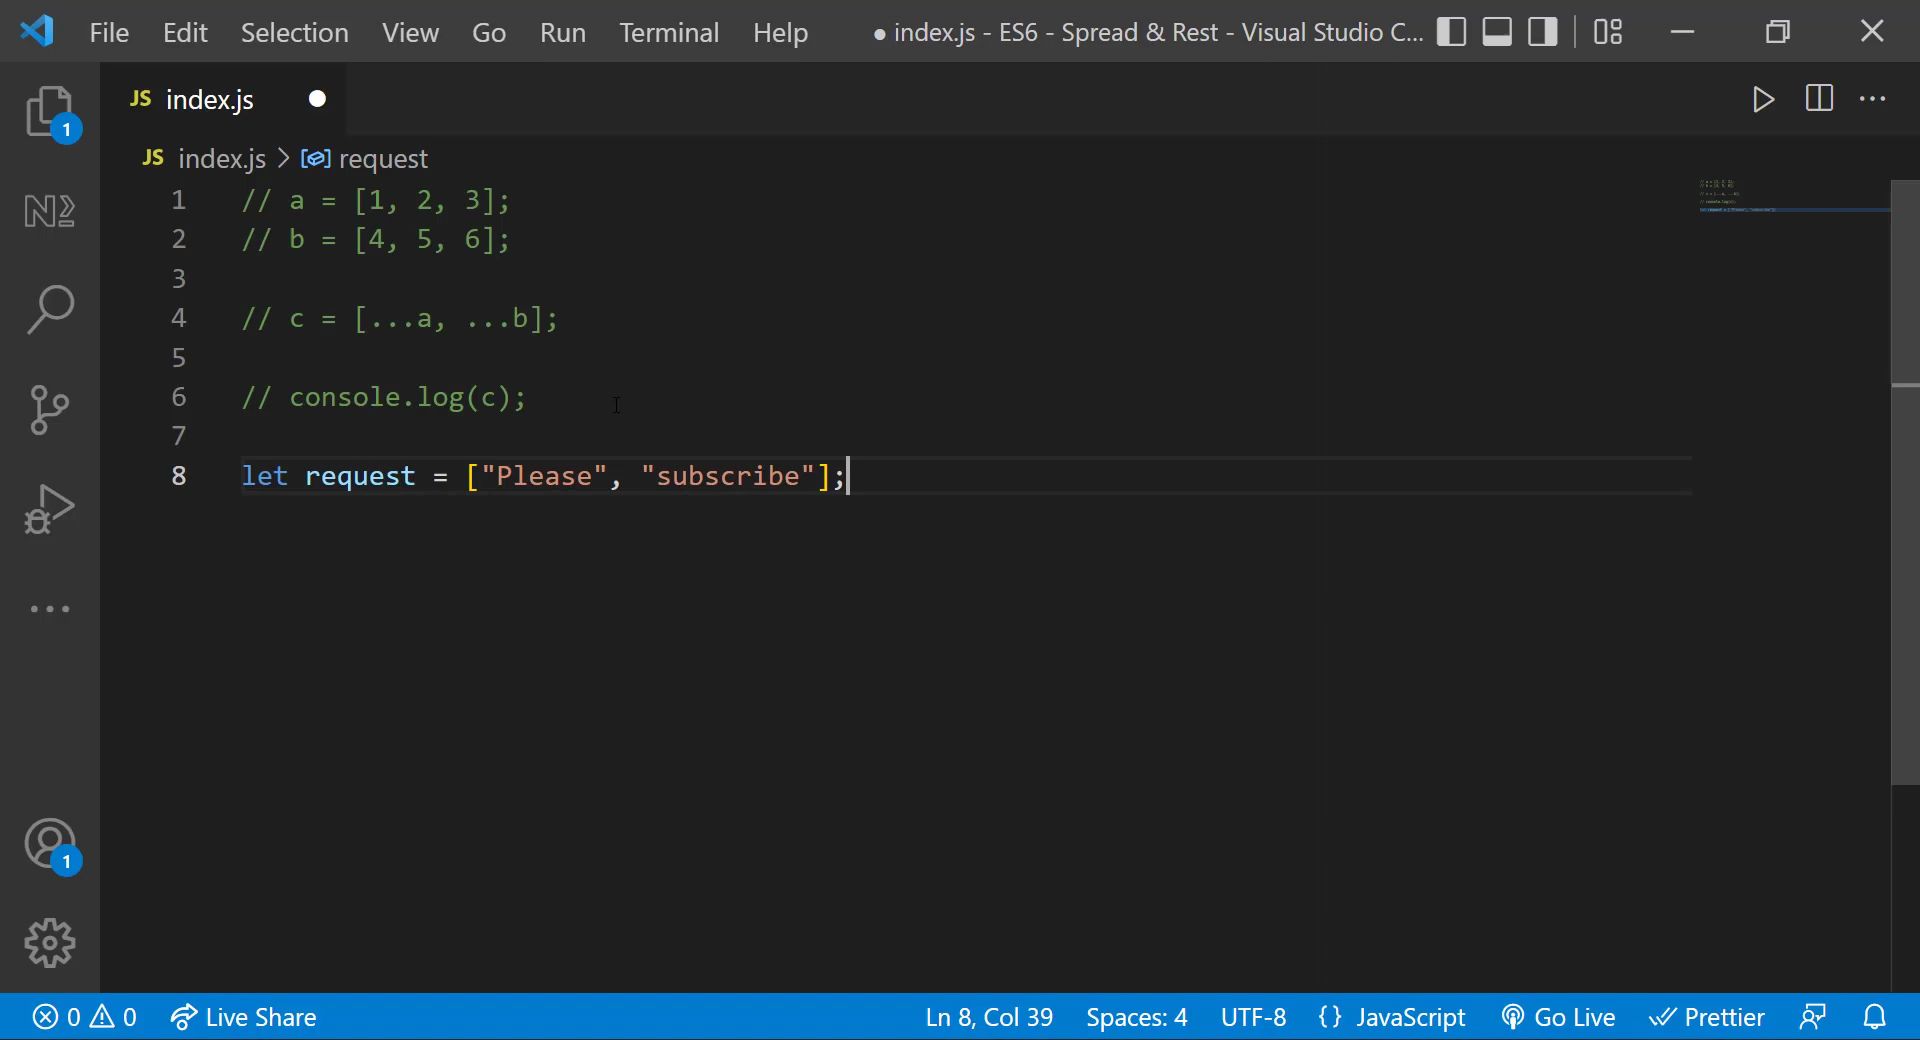 File Edit Selection View Go Run Terminal Help ● index.js - ES6 - Spread & Rest - Visual Studio C...
JS index.js
JS index.js > request
1 // a = [1, 2, 3];
2 // b = [4, 5, 6];
3
4 // c = [...a, ...b];
5
6 // console.log(c);
7
8 let request = ["Please", "subscribe"];
1
1
0 0 Live Share Ln 8, Col 39 Spaces: 4 UTF-8 {} JavaScript Go Live Prettier